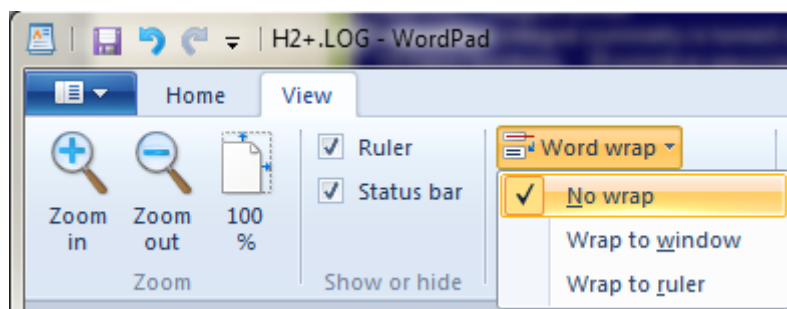 H2+.LOG - WordPad
Home View
Zoom in
Zoom out
100 %
Zoom
Ruler
Status bar
Show or hide
Word wrap
No wrap
Wrap to window
Wrap to ruler